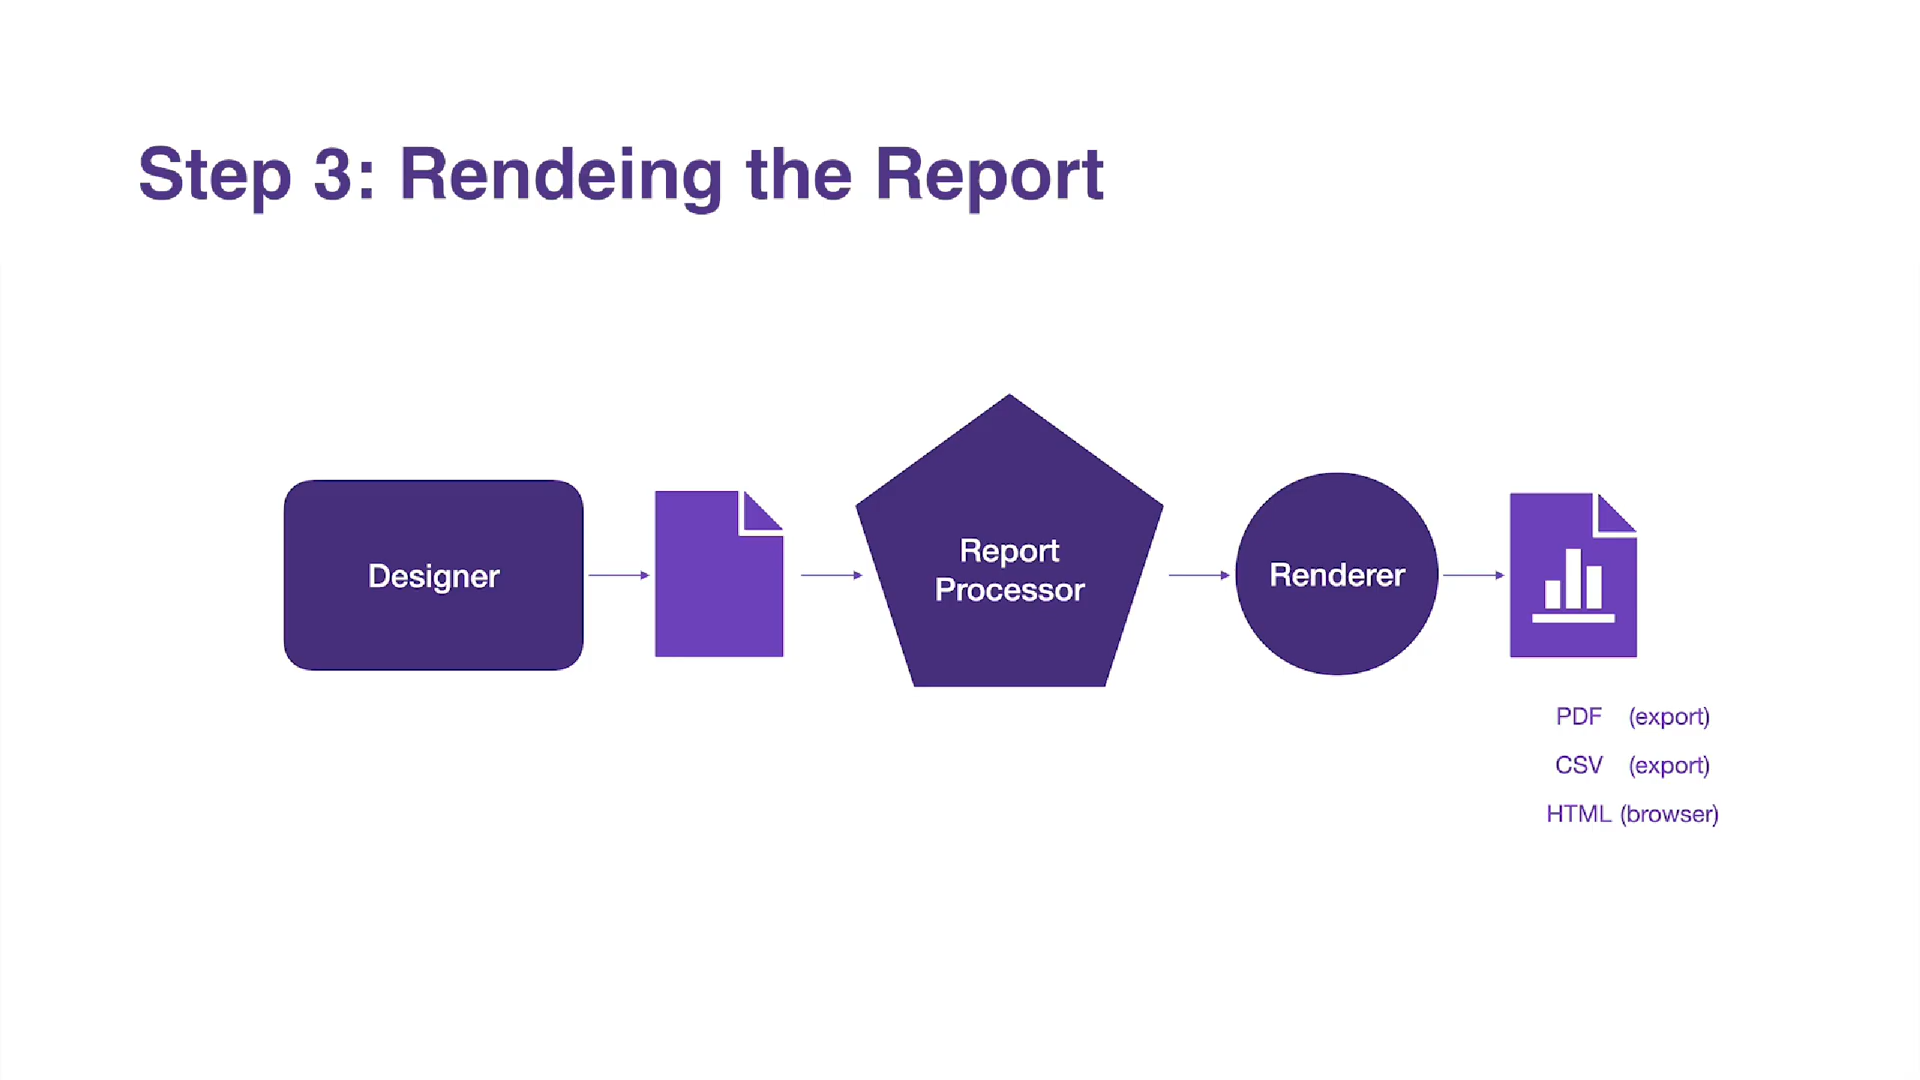 Step 3: Rendeing the Report
Designer
Report
Processor
Renderer
PDF (export)
CSV (export)
HTML (browser)